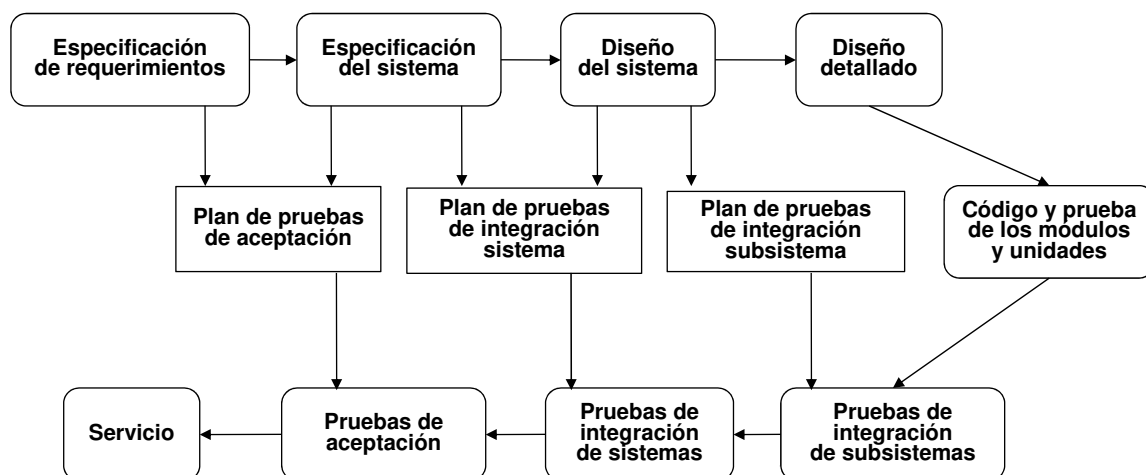 Especificación
de requerimientos
Especificación
del sistema
Diseño
del sistema
Diseño
detallado
Plan de pruebas
de aceptación
Plan de pruebas
de integración
sistema
Plan de pruebas
de integración
subsistema
Código y prueba
de los módulos
y unidades
Servicio
Pruebas de
aceptación
Pruebas de
integración
de sistemas
Pruebas de
integración
de subsistemas